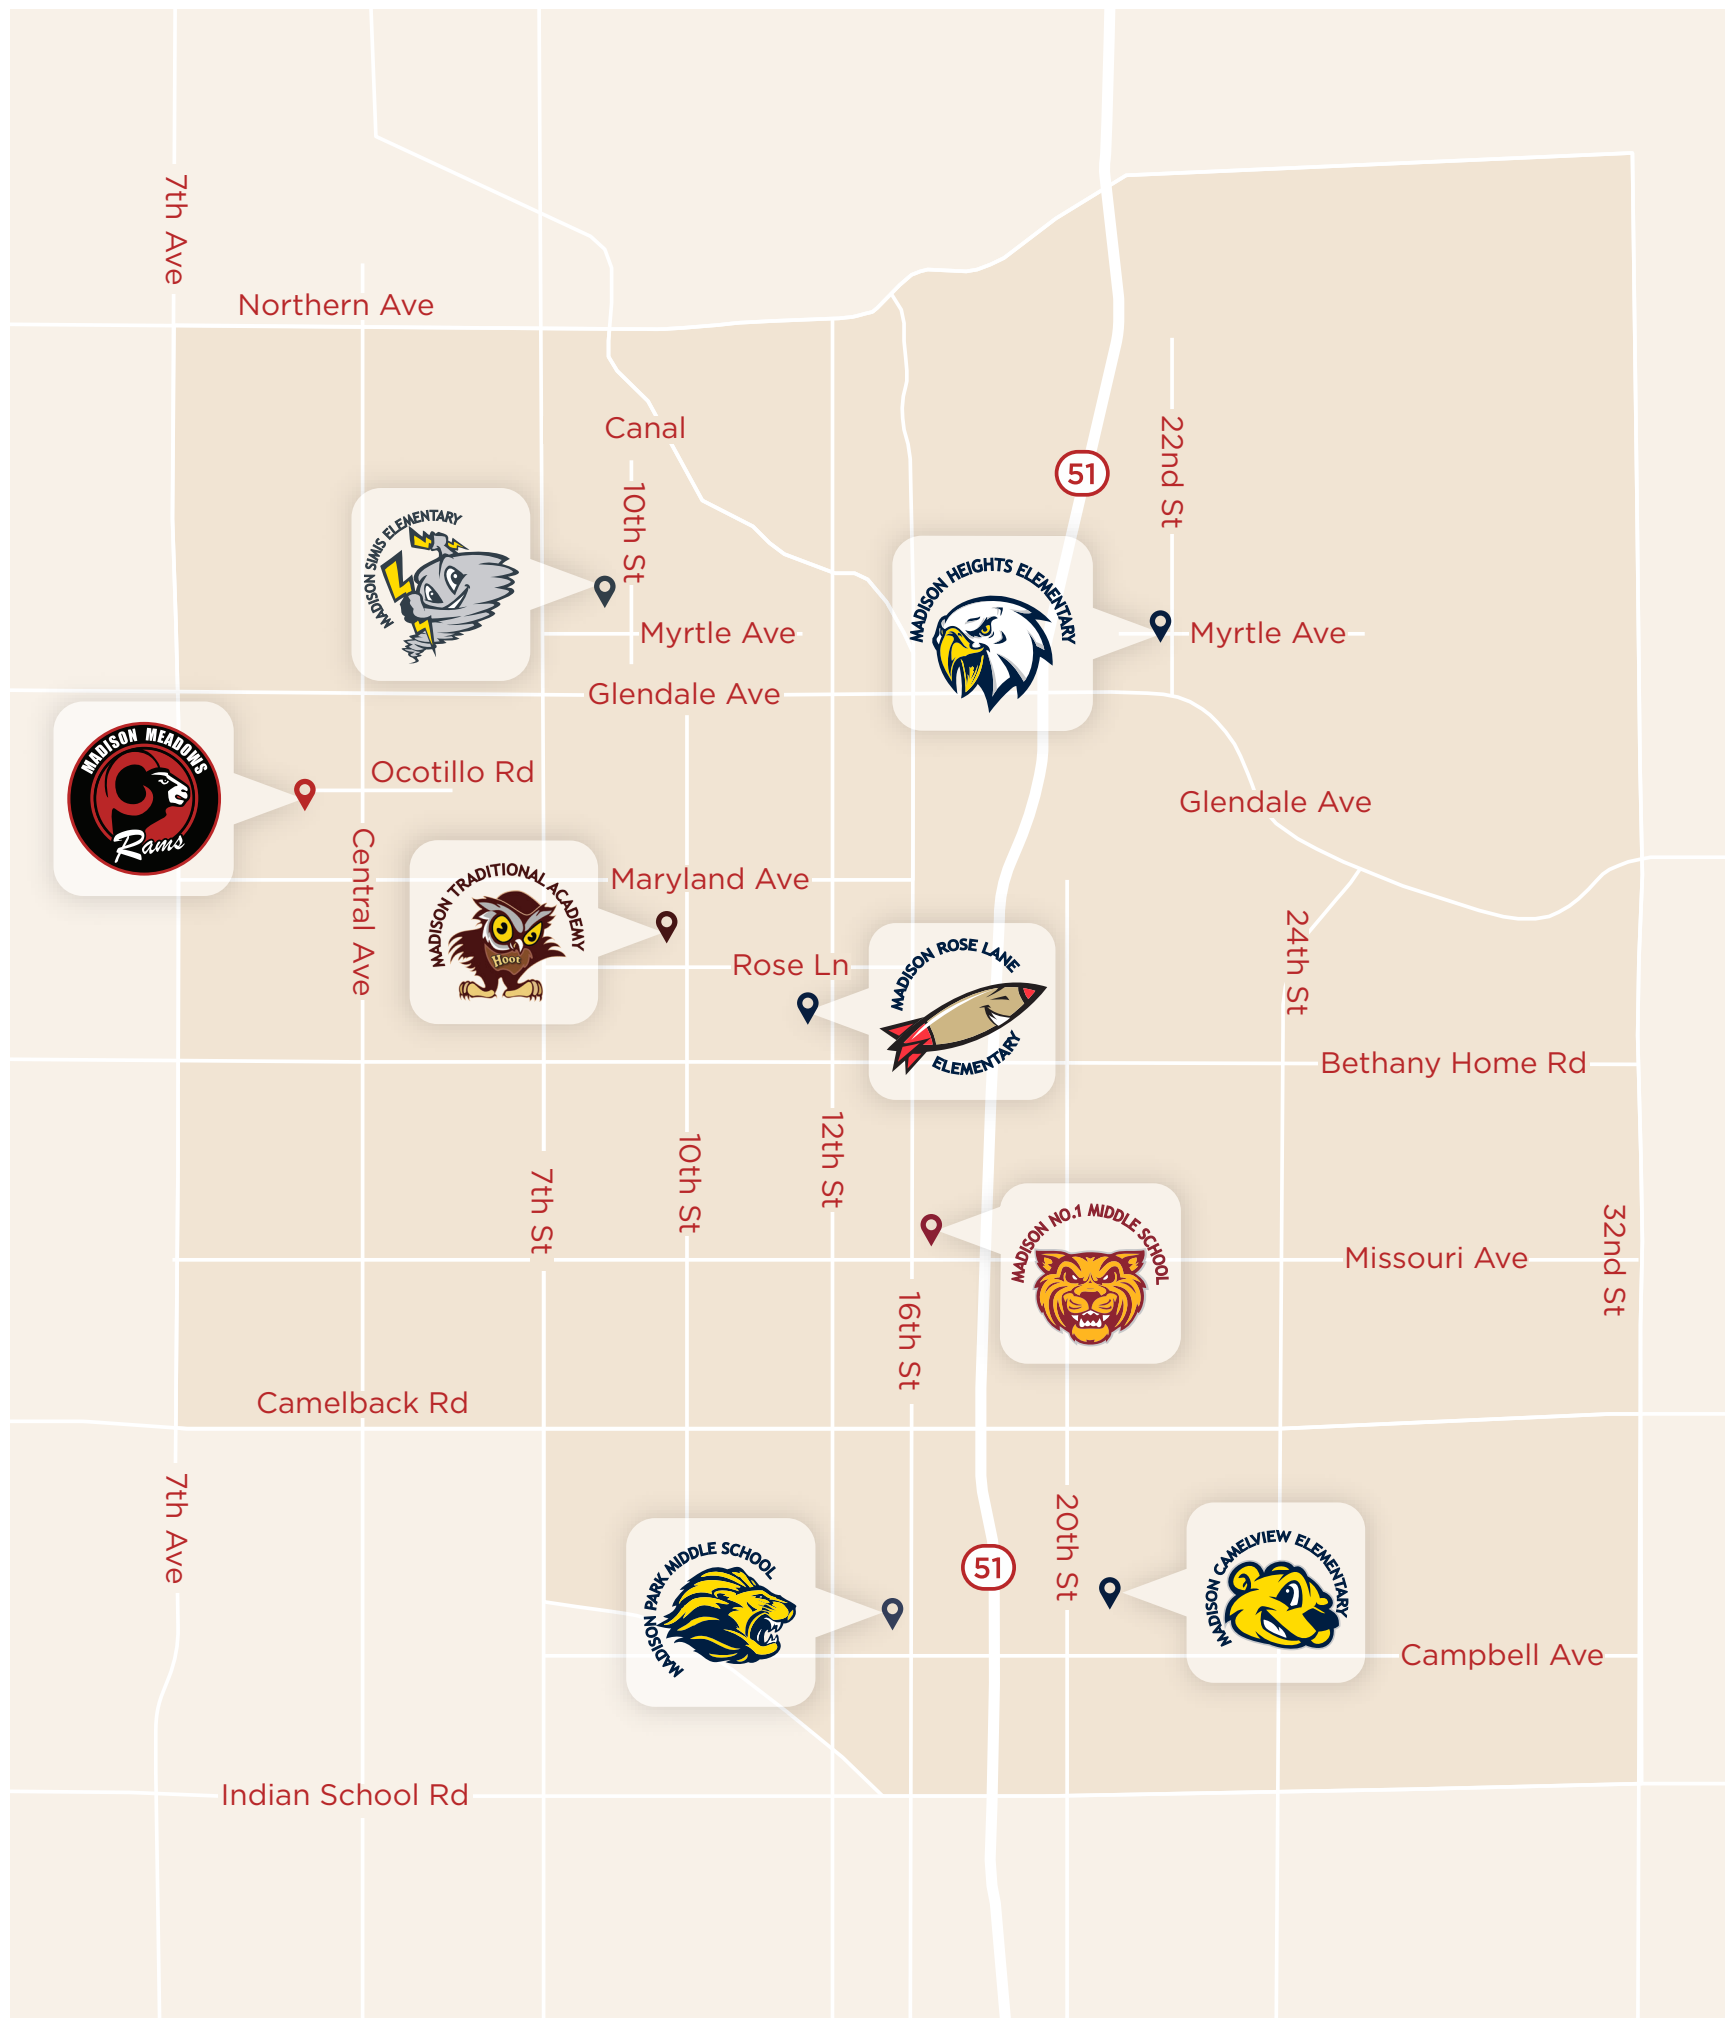 7th Ave
Northern Ave
Canal
51
22nd St
10th St
MADISON SIMIS ELEMENTARY
MADISON HEIGHTS ELEMENTARY
Myrtle Ave
Myrtle Ave
Glendale Ave
MADISON MEADOWS
Rams
Ocotillo Rd
Glendale Ave
Central Ave
MADISON TRADITIONAL ACADEMY
Hoot
Maryland Ave
24th St
Rose Ln
MADISON ROSE LANE
ELEMENTARY
Bethany Home Rd
12th St
10th St
7th St
MADISON NO.1 MIDDLE SCHOOL
32nd St
Missouri Ave
16th St
Camelback Rd
7th Ave
20th St
51
MADISON PARK MIDDLE SCHOOL
MADISON CAMELVIEW ELEMENTARY
Campbell Ave
Indian School Rd